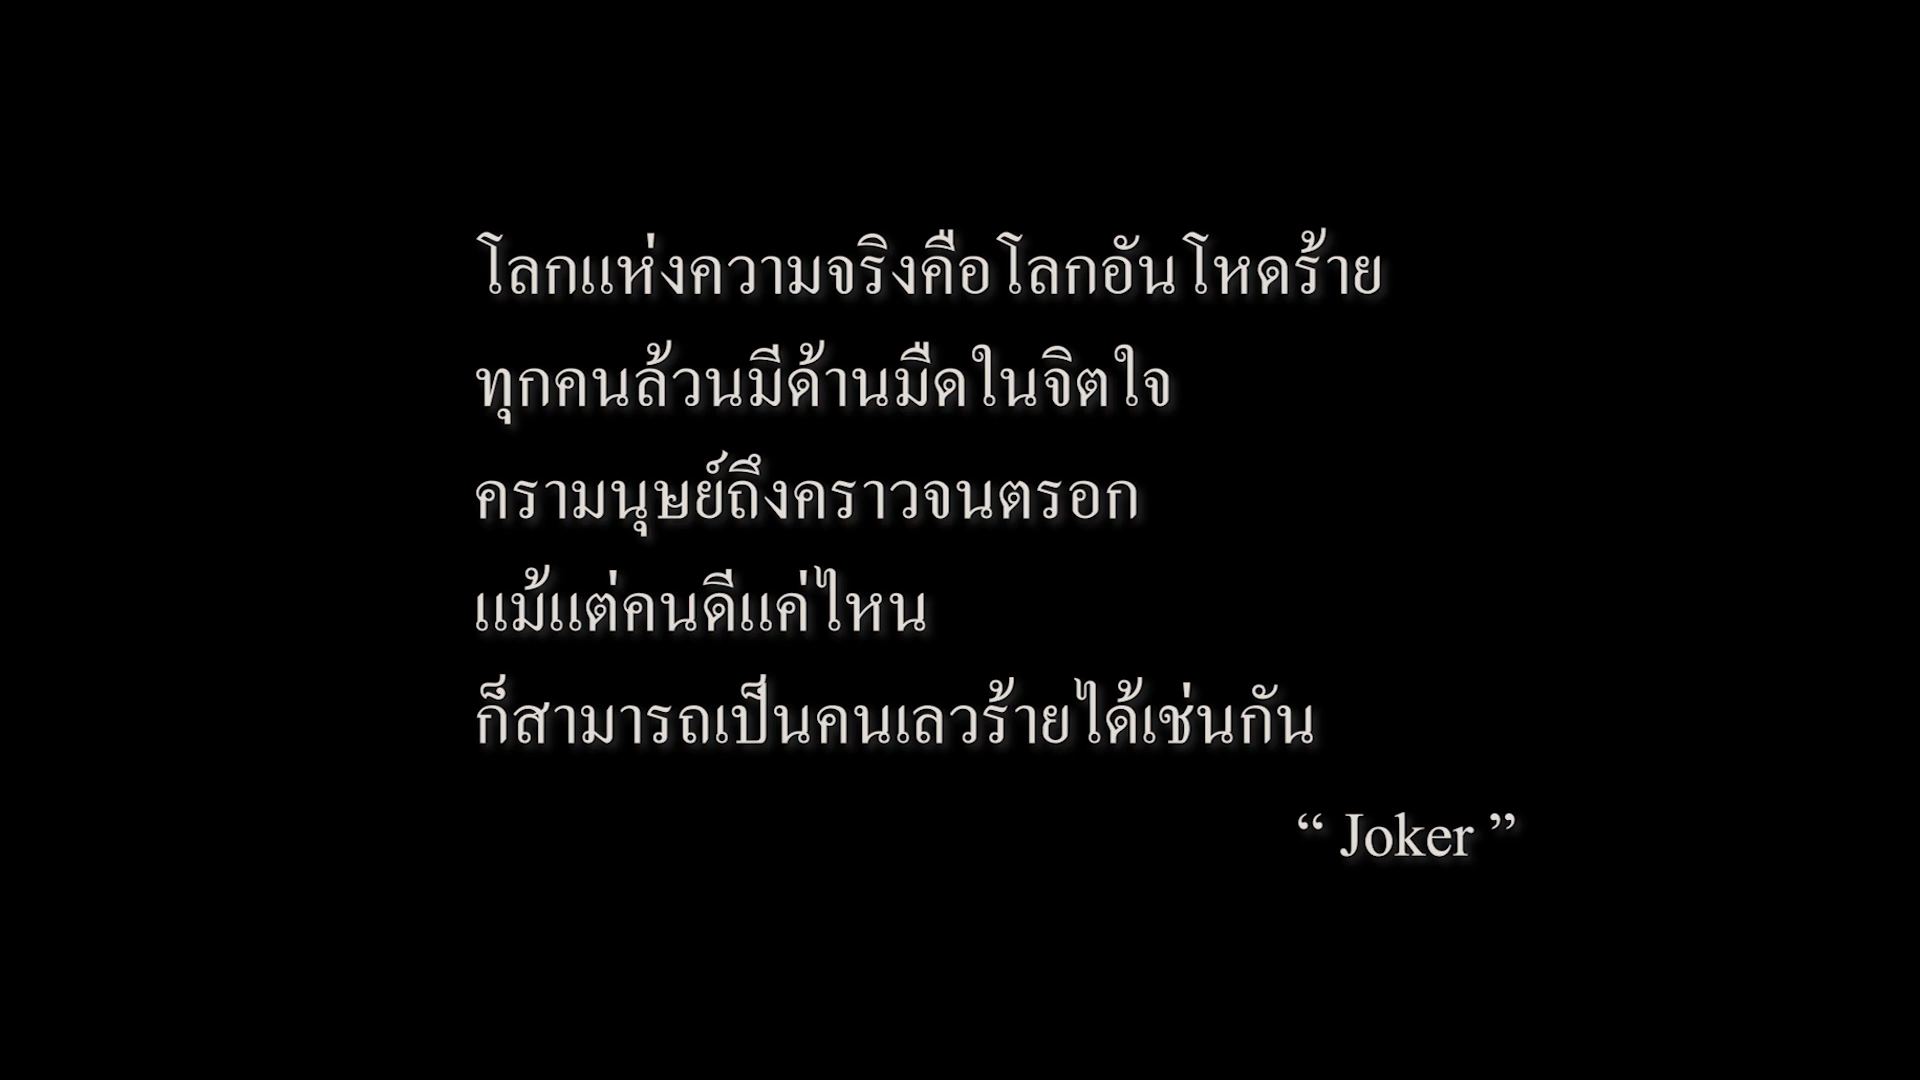 โลกแห่งความจริงคือโลกอันโหดร้าย
ทุกคนล้วนมีด้านมืดในจิตใจ
ครามนุษย์ถึงคราวจนตรอก
แม้แต่คนดีแค่ไหน
ก็สามารถเป็นคนเลวร้ายได้เช่นกัน
“ Joker ”